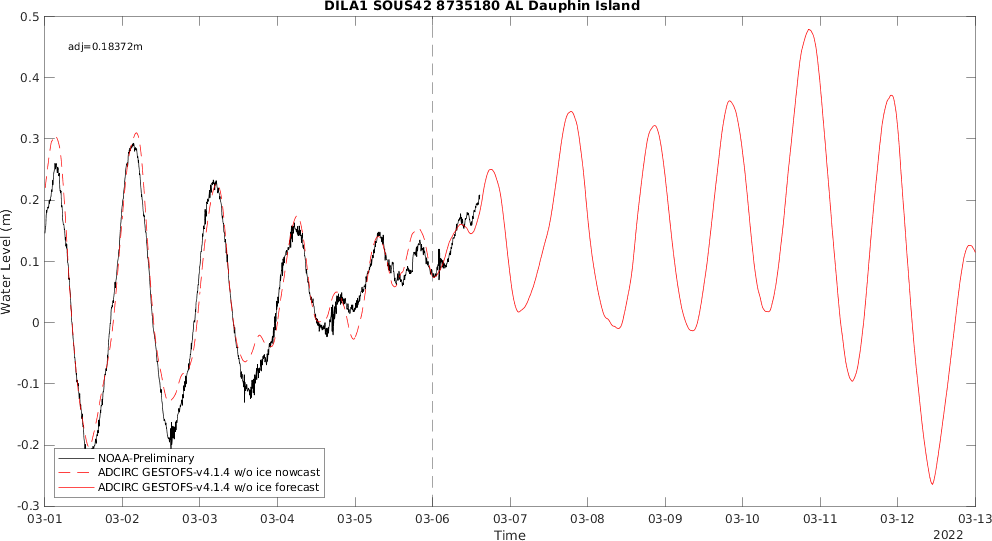 DILA1 SOUS42 8735180 AL Dauphin Island
adj=0.18372m
Water Level (m)
0.5
0.4
0.3
0.2
0.1
0
-0.1
-0.2
-0.3
NOAA-Preliminary
ADCIRC GESTOFS-v4.1.4 w/o ice nowcast
ADCIRC GESTOFS-v4.1.4 w/o ice forecast
03-01 03-02 03-03 03-04 03-05 03-06 03-07 03-08 03-09 03-10 03-11 03-12 03-13
Time
2022